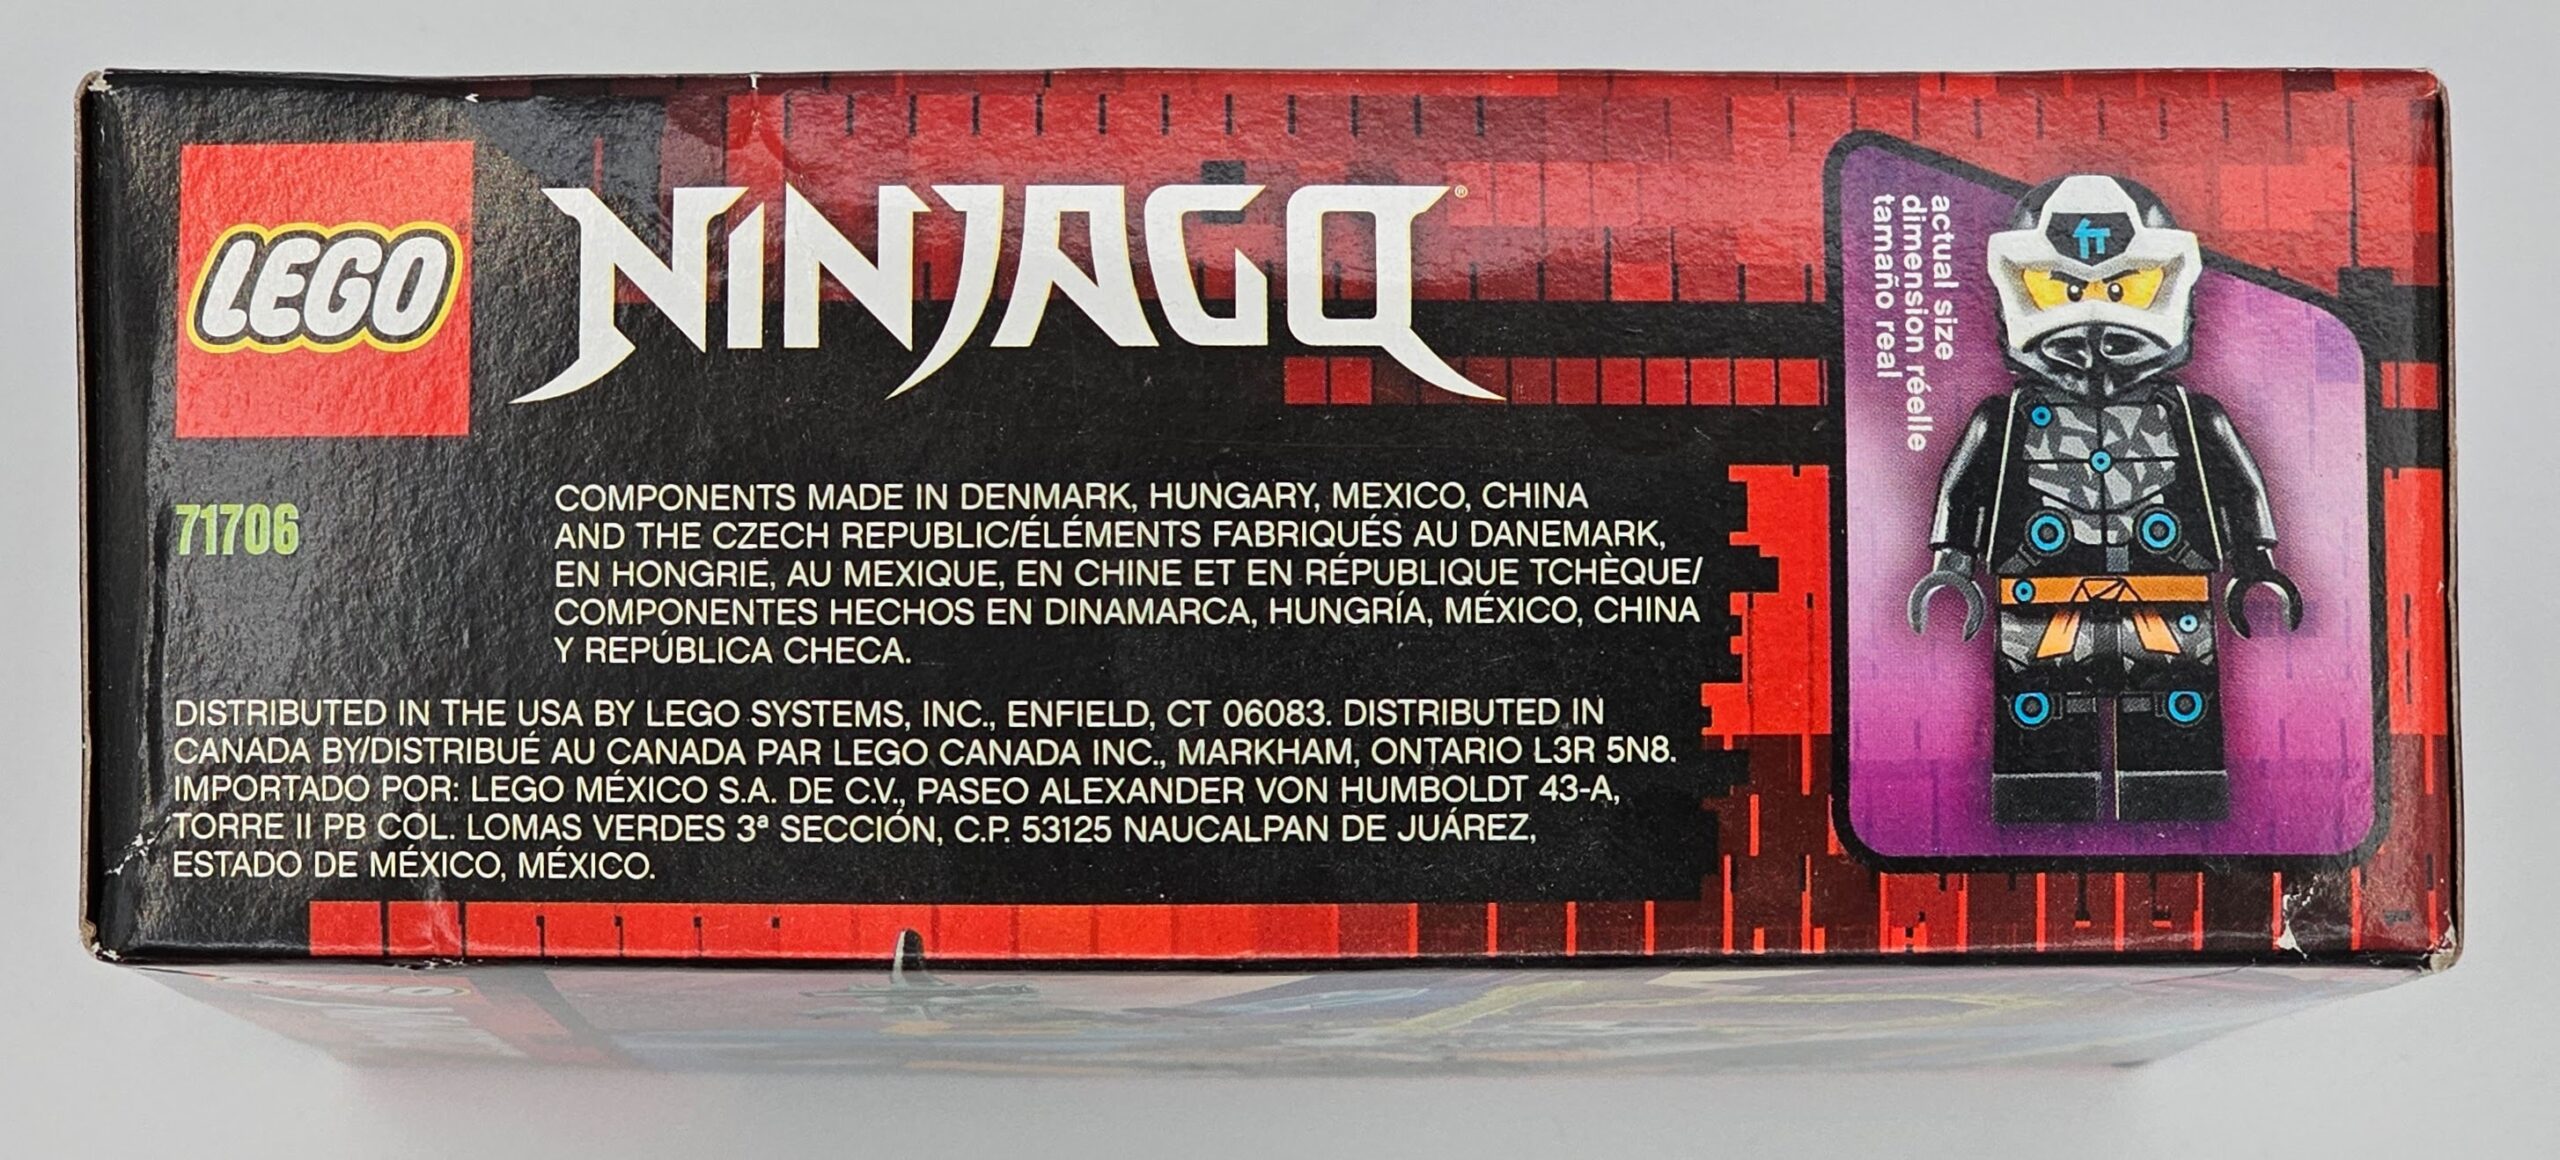 LEGO
NINJAGO®
actual size
dimension réelle
tamaño real
71706
COMPONENTS MADE IN DENMARK, HUNGARY, MEXICO, CHINA
AND THE CZECH REPUBLIC/ÉLÉMENTS FABRIQUÉS AU DANEMARK,
EN HONGRIE, AU MEXIQUE, EN CHINE ET EN RÉPUBLIQUE TCHÈQUE/
COMPONENTES HECHOS EN DINAMARCA, HUNGRÍA, MÉXICO, CHINA
Y REPÚBLICA CHECA.
DISTRIBUTED IN THE USA BY LEGO SYSTEMS, INC., ENFIELD, CT 06083. DISTRIBUTED IN
CANADA BY/DISTRIBUÉ AU CANADA PAR LEGO CANADA INC., MARKHAM, ONTARIO L3R 5N8.
IMPORTADO POR: LEGO MÉXICO S.A. DE C.V., PASEO ALEXANDER VON HUMBOLDT 43-A,
TORRE II PB COL. LOMAS VERDES 3ª SECCIÓN, C.P. 53125 NAUCALPAN DE JUÁREZ,
ESTADO DE MÉXICO, MÉXICO.